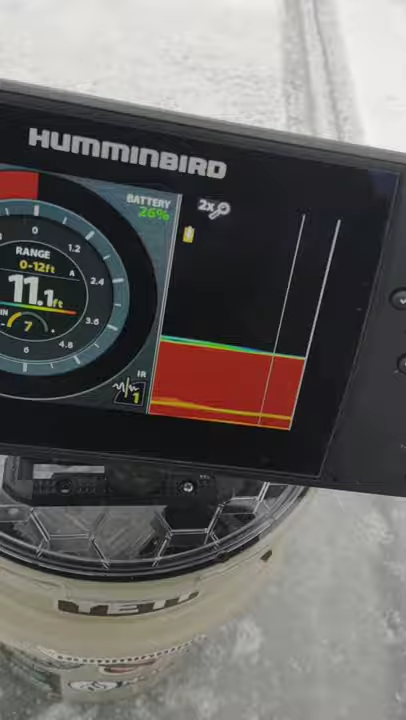 HUMMINBIRD
BATTERY
26%
2x
0
1.2
2.4
3.6
4.8
6
RANGE
0-12ft
A
11.1ft
7
IR
1
YETI